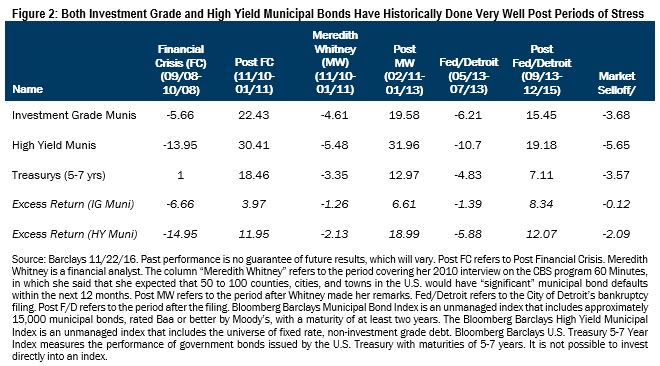 Figure 2: Both Investment Grade and High Yield Municipal Bonds Have Historically Done Very Well Post Periods of Stress
Name Financial Crisis (FC) (09/08-10/08) Post FC (11/10-01/11) Meredith Whitney (MW) (11/10-01/11) Post MW (02/11-01/13) Fed/Detroit (05/13-07/13) Post Fed/Detroit (09/13-12/15) Market Selloff/
Investment Grade Munis -5.66 22.43 -4.61 19.58 -6.21 15.45 -3.68
High Yield Munis -13.95 30.41 -5.48 31.96 -10.7 19.18 -5.65
Treasurys (5-7 yrs) 1 18.46 -3.35 12.97 -4.83 7.11 -3.57
Excess Return (IG Muni) -6.66 3.97 -1.26 6.61 -1.39 8.34 -0.12
Excess Return (HY Muni) -14.95 11.95 -2.13 18.99 -5.88 12.07 -2.09
Source: Barclays 11/22/16. Past performance is no guarantee of future results, which will vary. Post FC refers to Post Financial Crisis. Meredith
Whitney is a financial analyst. The column “Meredith Whitney” refers to the period covering her 2010 interview on the CBS program 60 Minutes,
in which she said that she expected that 50 to 100 counties, cities, and towns in the U.S. would have “significant” municipal bond defaults
within the next 12 months. Post MW refers to the period after Whitney made her remarks. Fed/Detroit refers to the City of Detroit's bankruptcy
filing. Post F/D refers to the period after the filing. Bloomberg Barclays Municipal Bond Index is an unmanaged index that includes approximately
15,000 municipal bonds, rated Baa or better by Moody's, with a maturity of at least two years. The Bloomberg Barclays High Yield Municipal
Index is an unmanaged index that includes the universe of fixed rate, non-investment grade debt. Bloomberg Barclays U.S. Treasury 5-7 Year
Index measures the performance of government bonds issued by the U.S. Treasury with maturities of 5-7 years. It is not possible to invest
directly into an index.